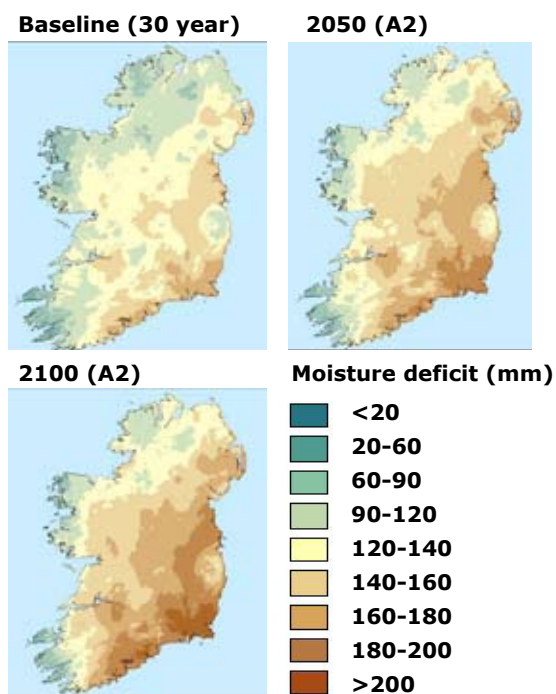 Baseline (30 year)
2050 (A2)
2100 (A2)
Moisture deficit (mm)
<20
20-60
60-90
90-120
120-140
140-160
160-180
180-200
>200